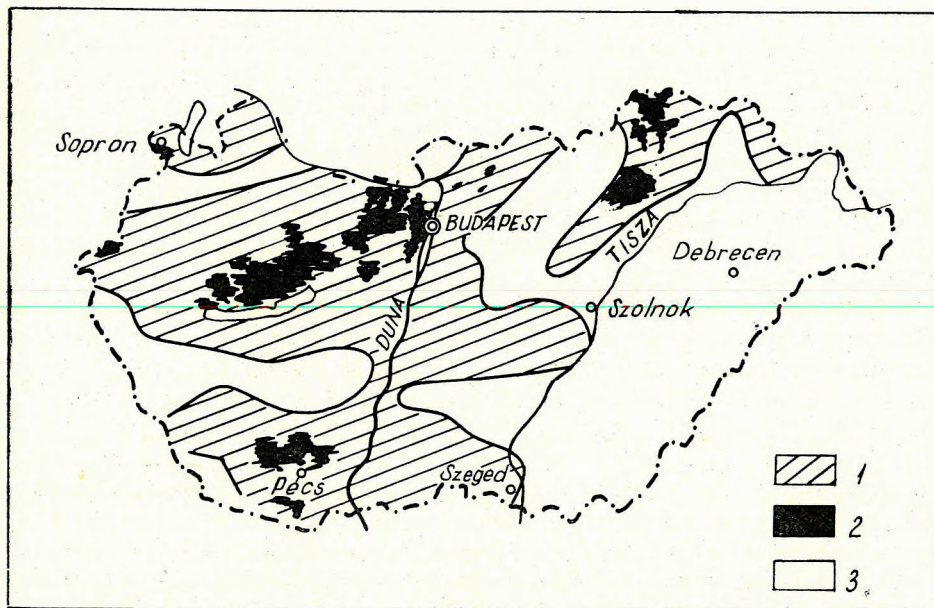 Sopron
BUDAPEST
TISZA
Debrecen
Szolnok
DUNA
Szeged
Pécs
1
2
3